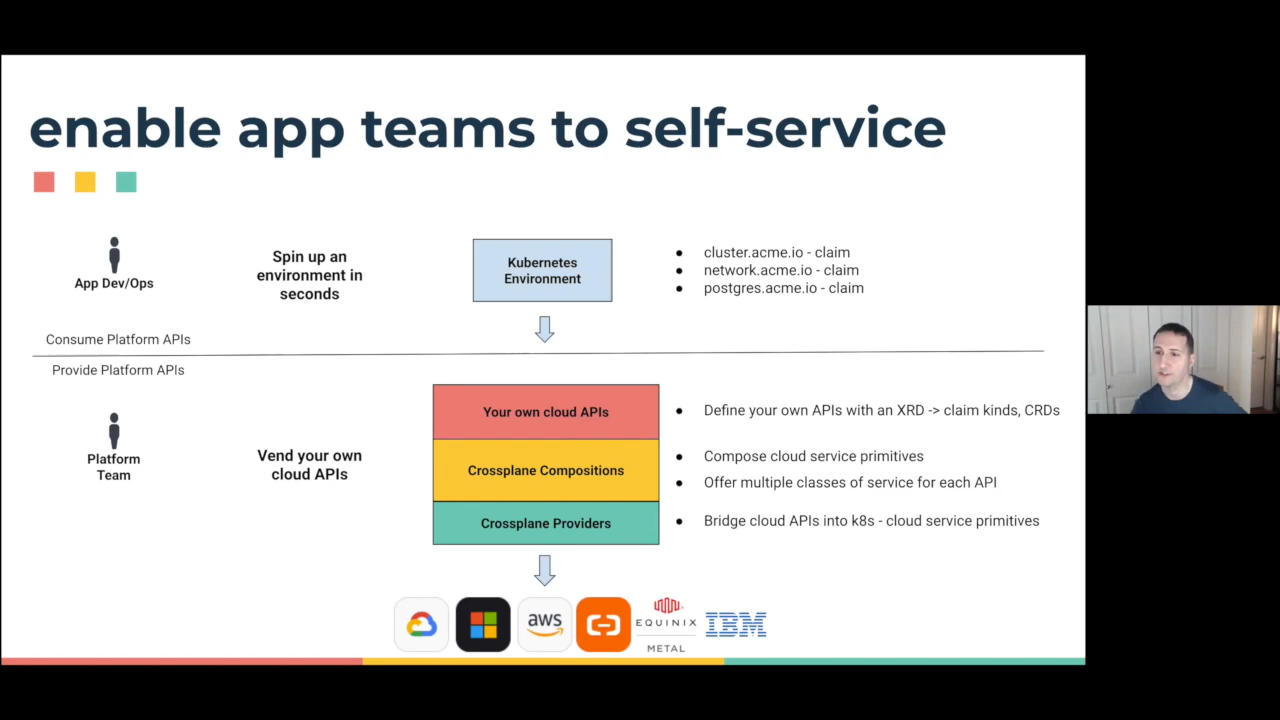 enable app teams to self-service
App Dev/Ops
Spin up an
environment in
seconds
Kubernetes
Environment
● cluster.acme.io - claim
● network.acme.io - claim
● postgres.acme.io - claim
Consume Platform APIs
Provide Platform APIs
Platform
Team
Vend your own
cloud APIs
Your own cloud APIs
Crossplane Compositions
Crossplane Providers
● Define your own APIs with an XRD -> claim kinds, CRDs
● Compose cloud service primitives
● Offer multiple classes of service for each API
● Bridge cloud APIs into k8s - cloud service primitives
aws
EQUINIX
METAL
IBM